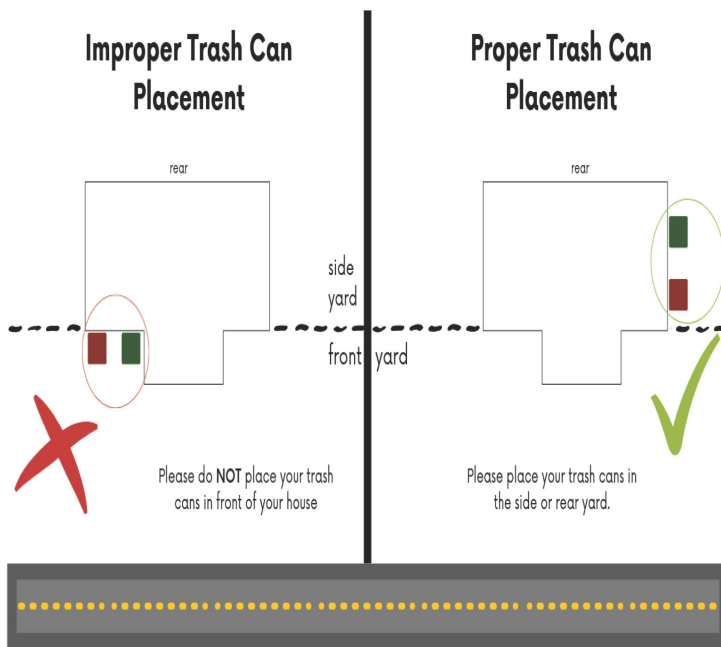 Improper Trash Can
Placement
rear
side
yard
front yard
Please do NOT place your trash
cans in front of your house
Proper Trash Can
Placement
rear
Please place your trash cans in
the side or rear yard.